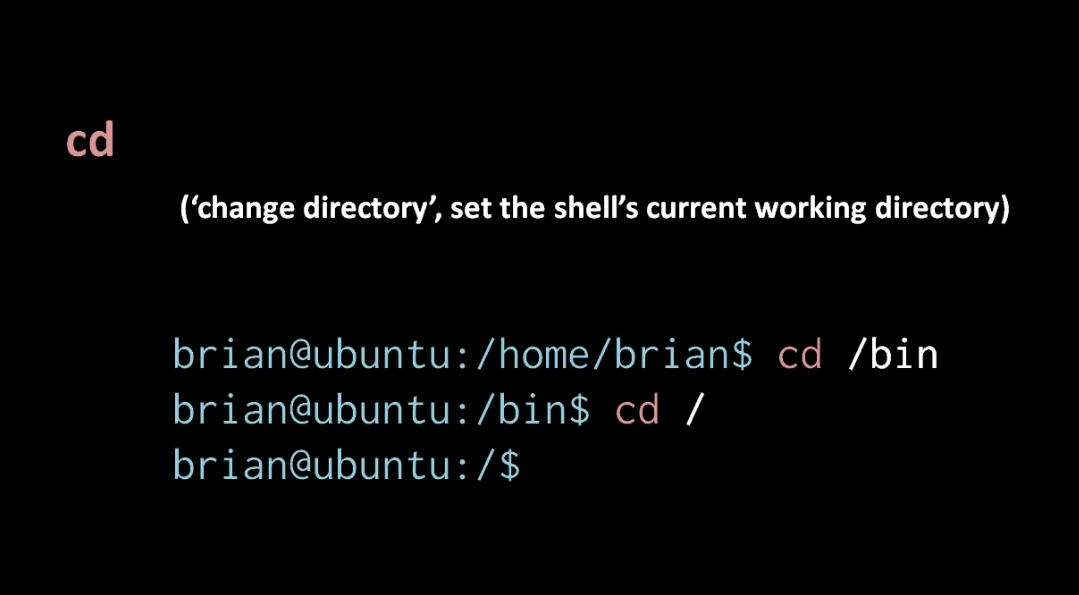 cd
(‘change directory’, set the shell’s current working directory)
brian@ubuntu:/home/brian$ cd /bin
brian@ubuntu:/bin$ cd /
brian@ubuntu:/$